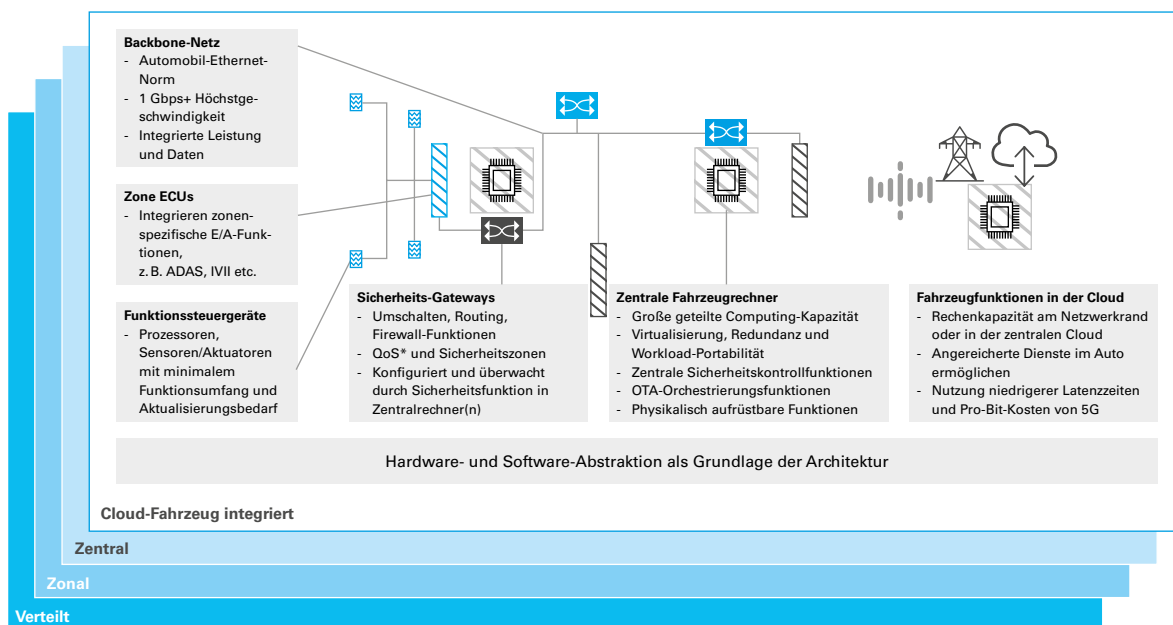 Backbone-Netz
- Automobil-Ethernet-
Norm
- 1 Gbps+ Höchstge-
schwindigkeit
- Integrierte Leistung
und Daten
Zone ECUs
- Integrieren zonen-
spezifische E/A-Funk-
tionen,
z. B. ADAS, IVII etc.
Funktionssteuergeräte
- Prozessoren,
Sensoren/Aktuatoren
mit minimalem
Funktionsumfang und
Aktualisierungsbedarf
Sicherheits-Gateways
- Umschalten, Routing,
Firewall-Funktionen
- QoS* und Sicherheitszonen
- Konfiguriert und überwacht
durch Sicherheitsfunktion in
Zentralrechner(n)
Zentrale Fahrzeugrechner
- Große geteilte Computing-Kapazität
- Virtualisierung, Redundanz und
Workload-Portabilität
- Zentrale Sicherheitskontrollfunktionen
- OTA-Orchestrierungsfunktionen
- Physikalisch aufrüstbare Funktionen
Fahrzeugfunktionen in der Cloud
- Rechenkapazität am Netzwerkrand
oder in der zentralen Cloud
- Angereicherte Dienste im Auto
ermöglichen
- Nutzung niedrigerer Latenzzeiten
und Pro-Bit-Kosten von 5G
Hardware- und Software-Abstraktion als Grundlage der Architektur
Cloud-Fahrzeug integriert
Zentral
Zonal
Verteilt